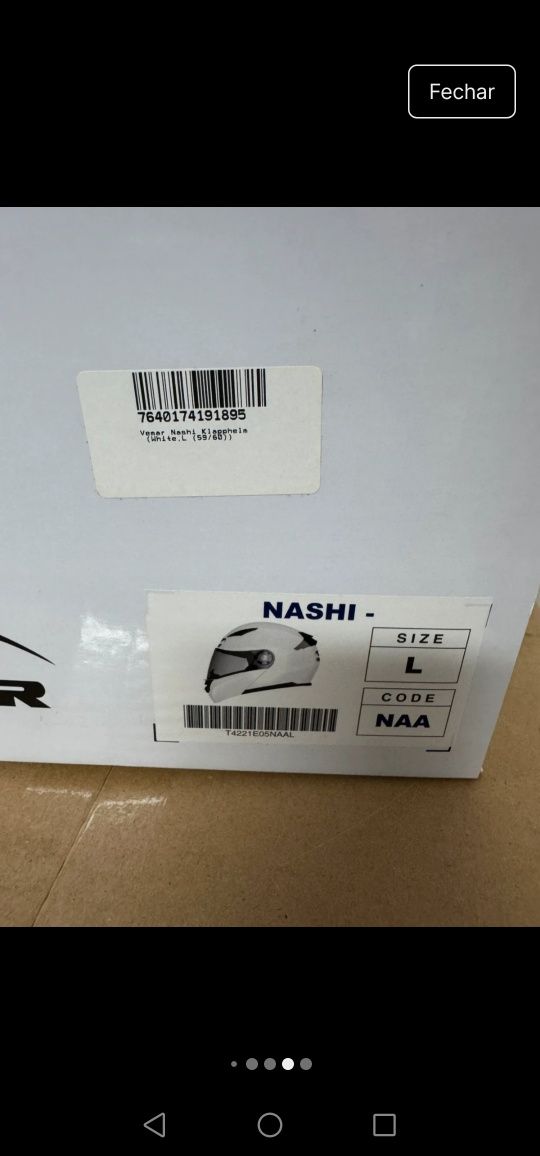 Fechar
7640174191895
Vemar Nashi Klapphelm
(White,L (59/60))
NASHI -
SIZE
L
CODE
NAA
T4221E05NAAL
R